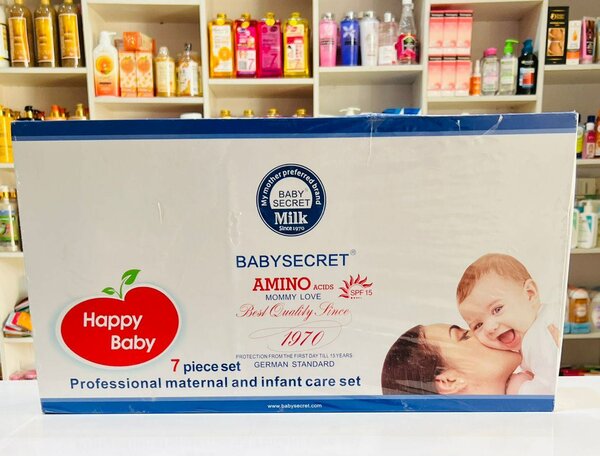 My mother preferred brand
BABY
SECRET
Milk
Since 1970
BABYSECRET®
AMINO ACIDS
SPF 15
MOMMY LOVE
Best Quality Since
1970
PROTECTION FROM THE FIRST DAY TILL 15 YEARS
GERMAN STANDARD
Happy
Baby
7 piece set
Professional maternal and infant care set
www.babysecret.com